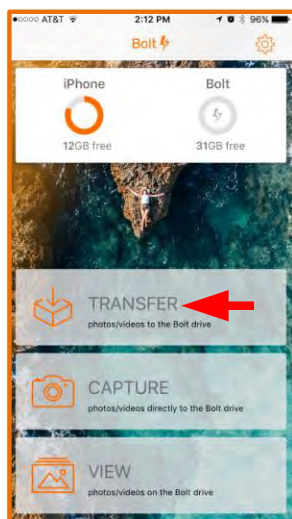 AT&T 2:12 PM 96%
Bolt
iPhone Bolt
12GB free 31GB free
TRANSFER
photos/videos to the Bolt drive
CAPTURE
photos/videos directly to the Bolt drive
VIEW
photos/videos on the Bolt drive